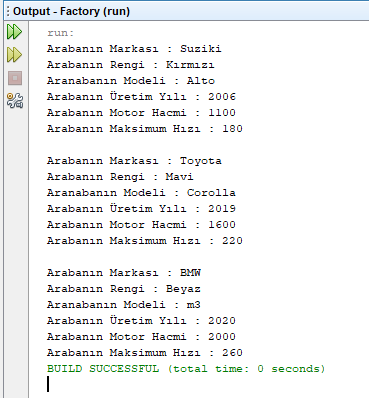 Output - Factory (run)
run:
Arabanın Markası : Suziki
Arabanın Rengi : Kırmızı
Aranabanın Modeli : Alto
Arabanın Üretim Yılı : 2006
Arabanın Motor Hacmi : 1100
Arabanın Maksimum Hızı : 180
Arabanın Markası : Toyota
Arabanın Rengi : Mavi
Aranabanın Modeli : Corolla
Arabanın Üretim Yılı : 2019
Arabanın Motor Hacmi : 1600
Arabanın Maksimum Hızı : 220
Arabanın Markası : BMW
Arabanın Rengi : Beyaz
Aranabanın Modeli : m3
Arabanın Üretim Yılı : 2020
Arabanın Motor Hacmi : 2000
Arabanın Maksimum Hızı : 260
BUILD SUCCESSFUL (total time: 0 seconds)